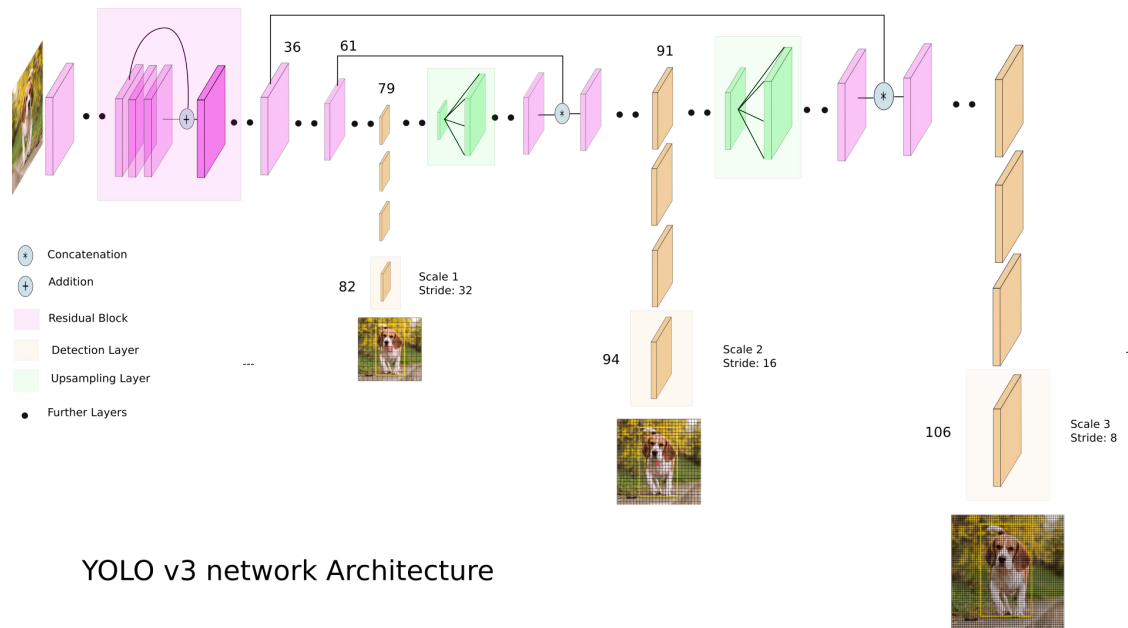 36
61
79
91
*
+
*
* Concatenation
+ Addition
Residual Block
Detection Layer
Upsampling Layer
Further Layers
---
82
Scale 1
Stride: 32
94
Scale 2
Stride: 16
106
Scale 3
Stride: 8
YOLO v3 network Architecture